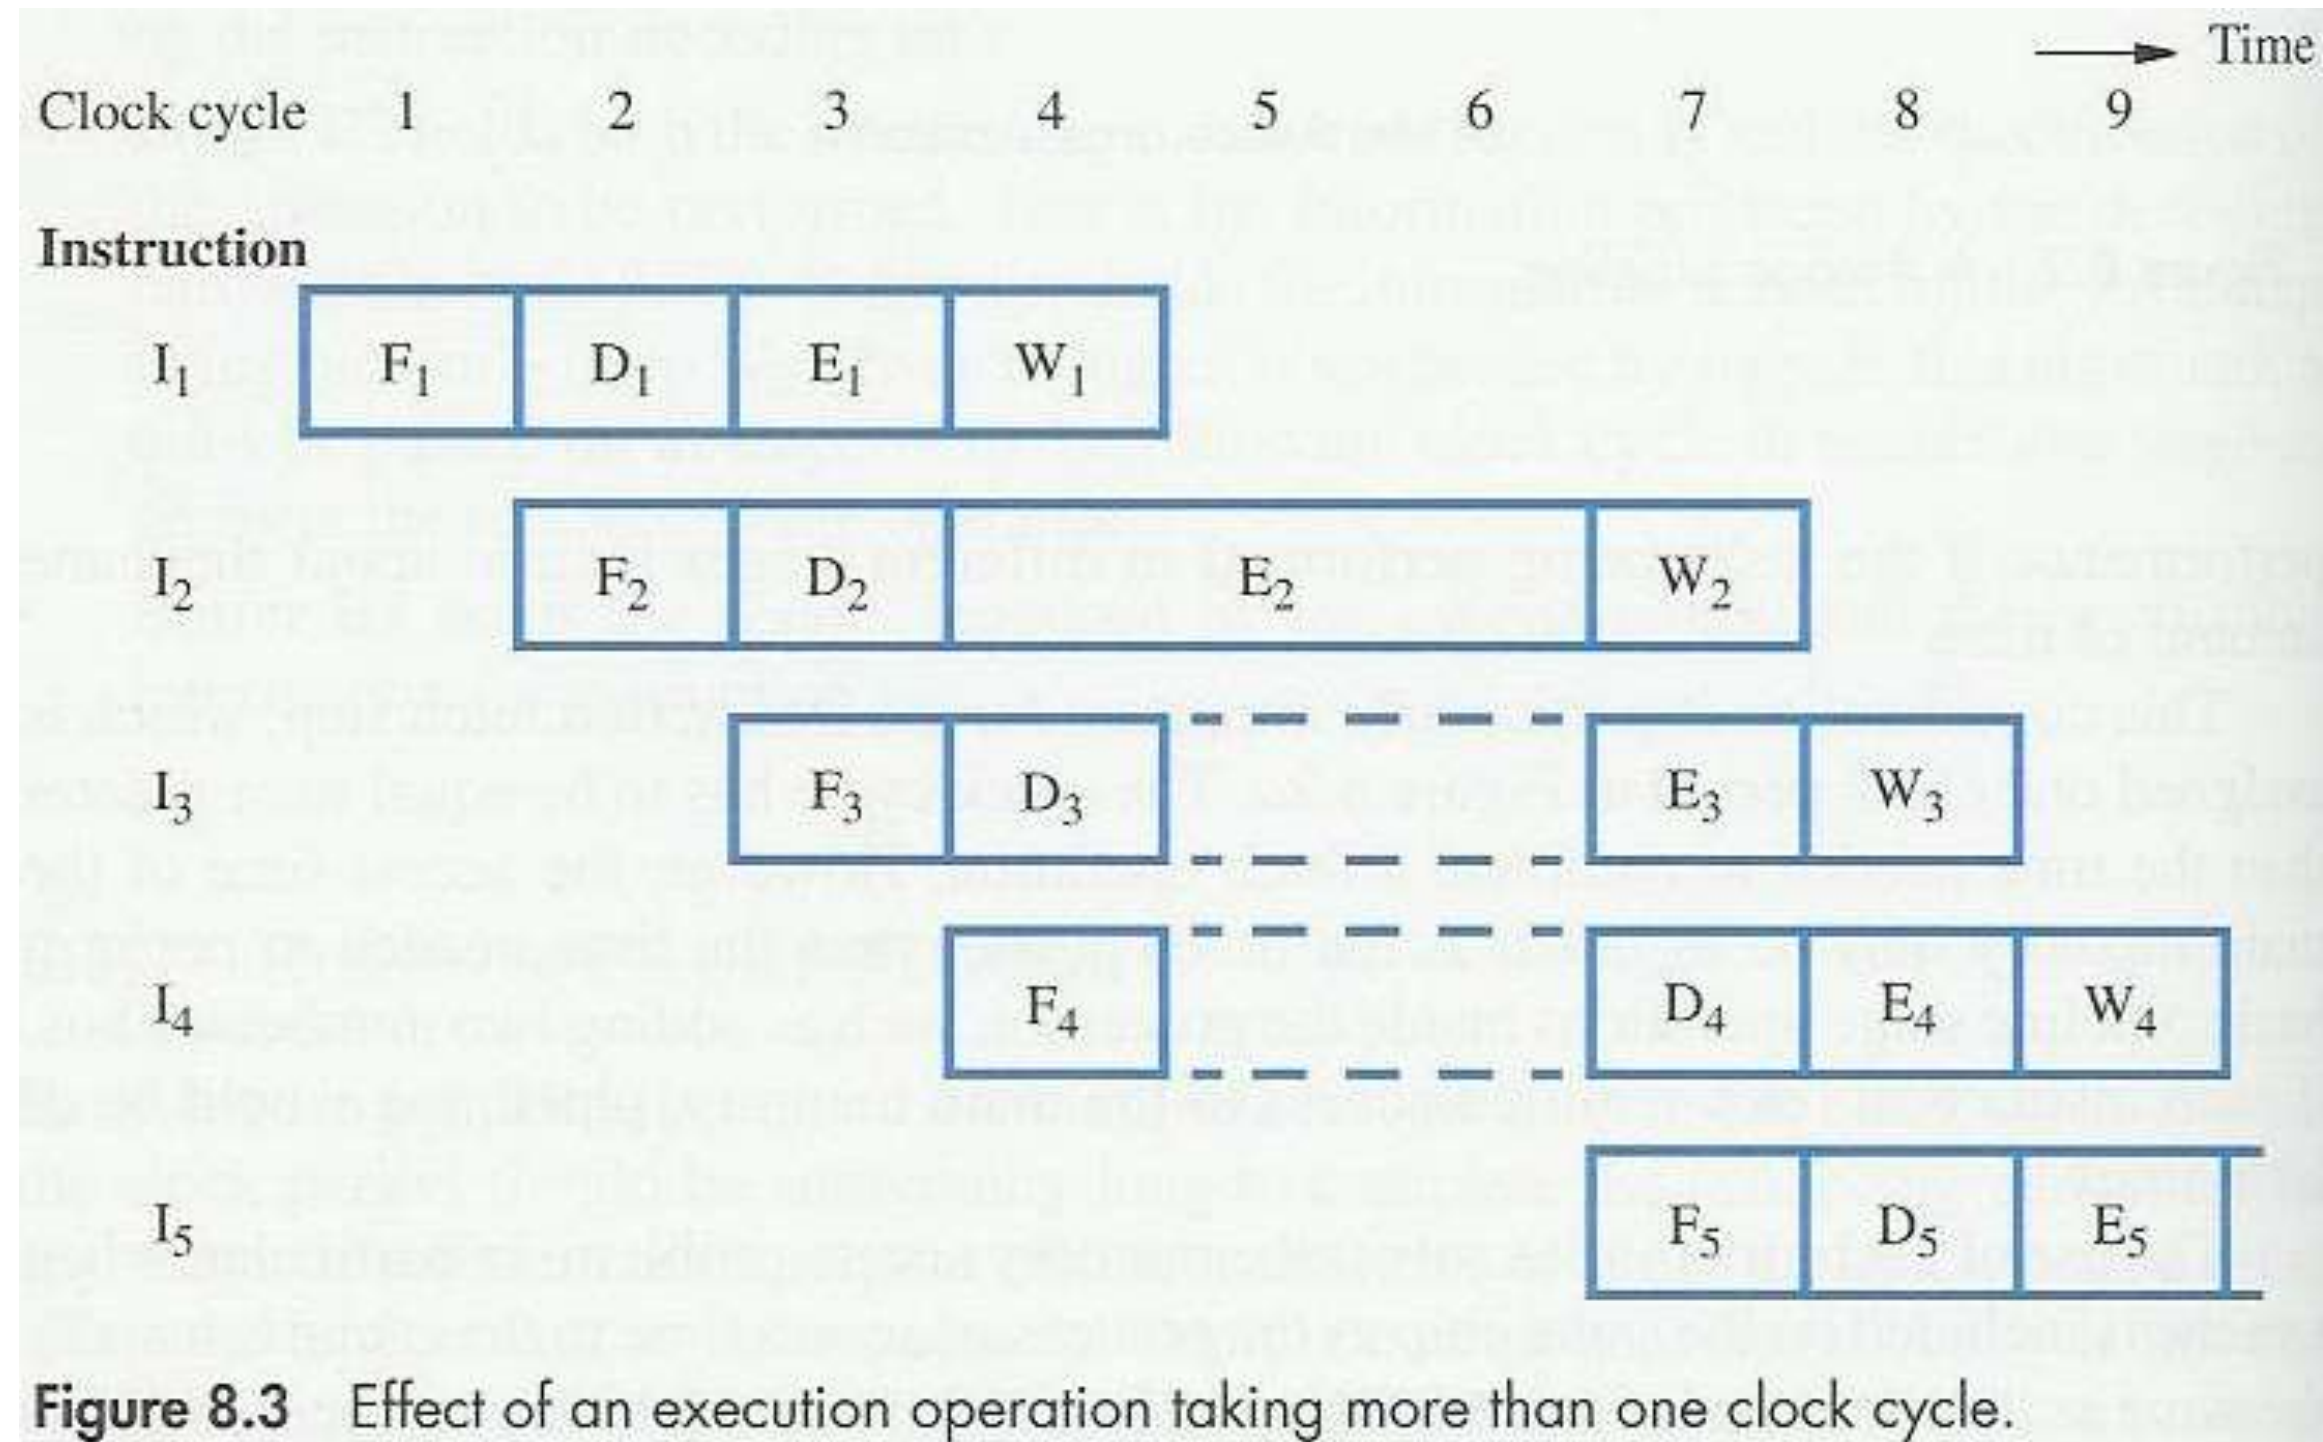 Time
Clock cycle 1 2 3 4 5 6 7 8 9
Instruction
I₁ F₁ D₁ E₁ W₁
I₂ F₂ D₂ E₂ W₂
I₃ F₃ D₃ E₃ W₃
I₄ F₄ D₄ E₄ W₄
I₅ F₅ D₅ E₅
Figure 8.3 Effect of an execution operation taking more than one clock cycle.